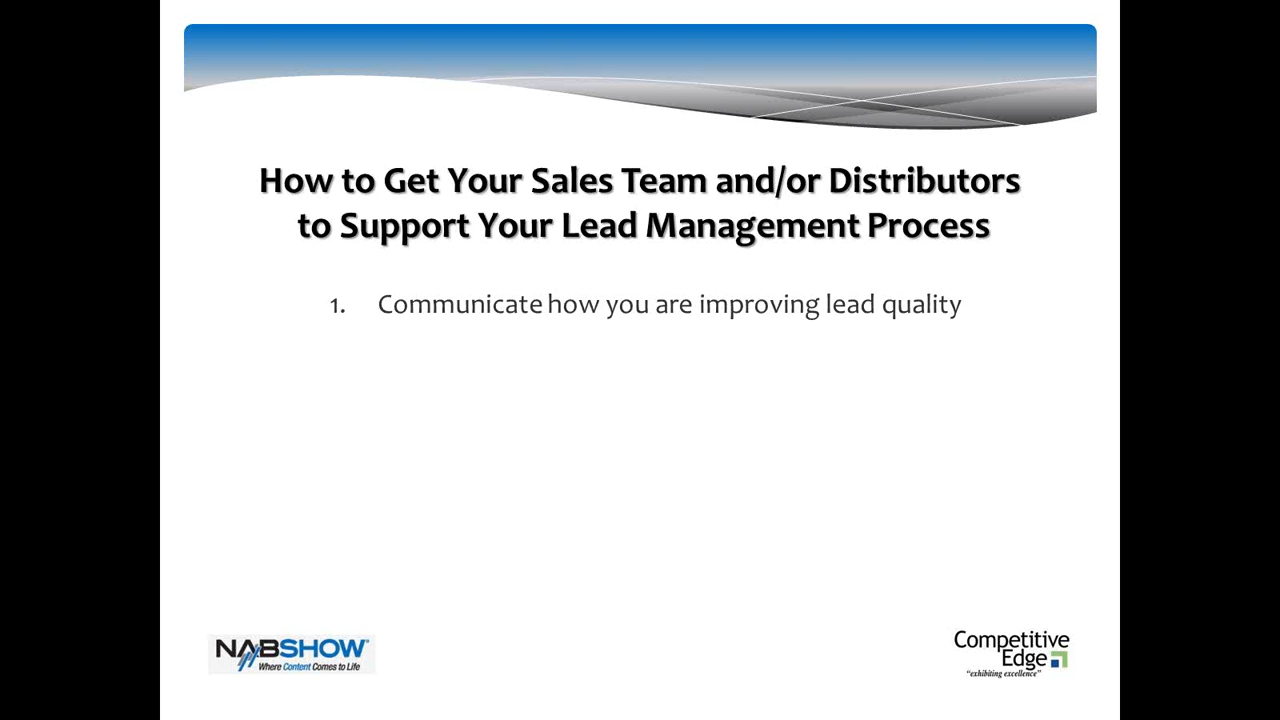 How to Get Your Sales Team and/or Distributors
to Support Your Lead Management Process
1. Communicate how you are improving lead quality
NABSHOW®
Where Content Comes to Life
Competitive
Edge
"exhibiting excellence"